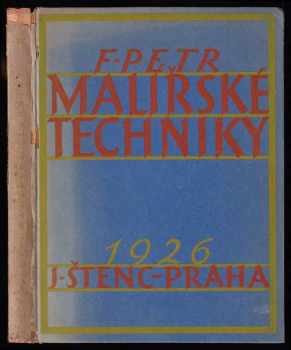 F·PETR
MALÍŘSKÉ
TECHNIKY
1926
J·ŠTENC–PRAHA